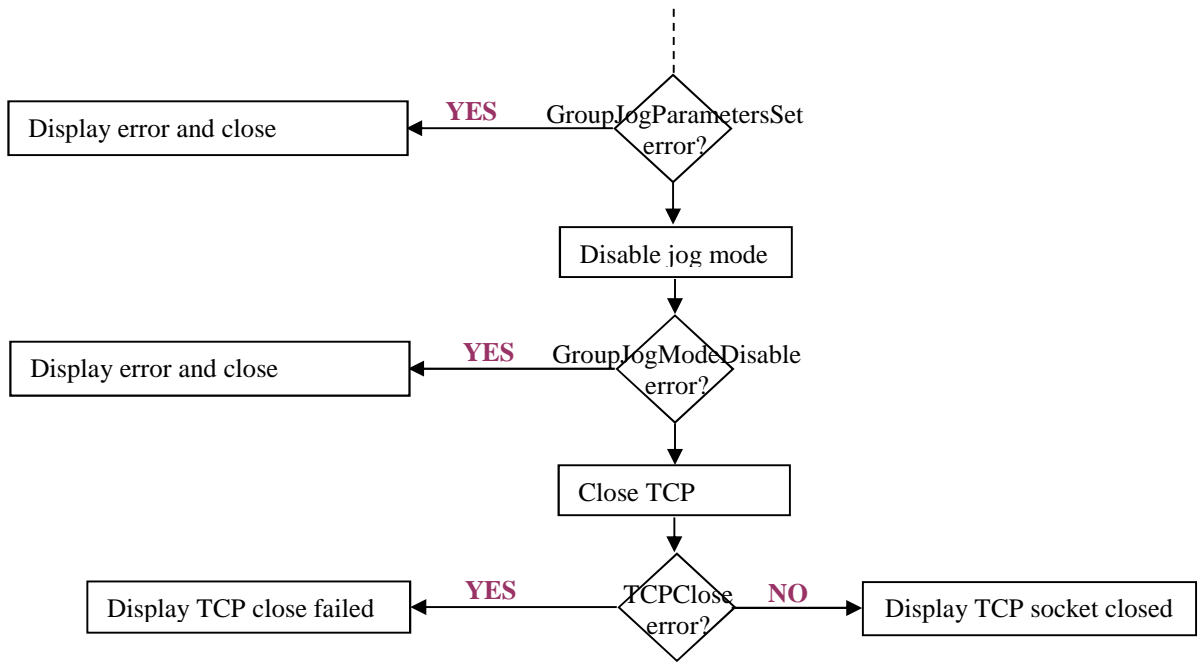 YES
GroupJogParametersSet
error?
Display error and close
Disable jog mode
YES
GroupJogModeDisable
error?
Display error and close
Close TCP
YES
TCPClose
error?
NO
Display TCP close failed
Display TCP socket closed